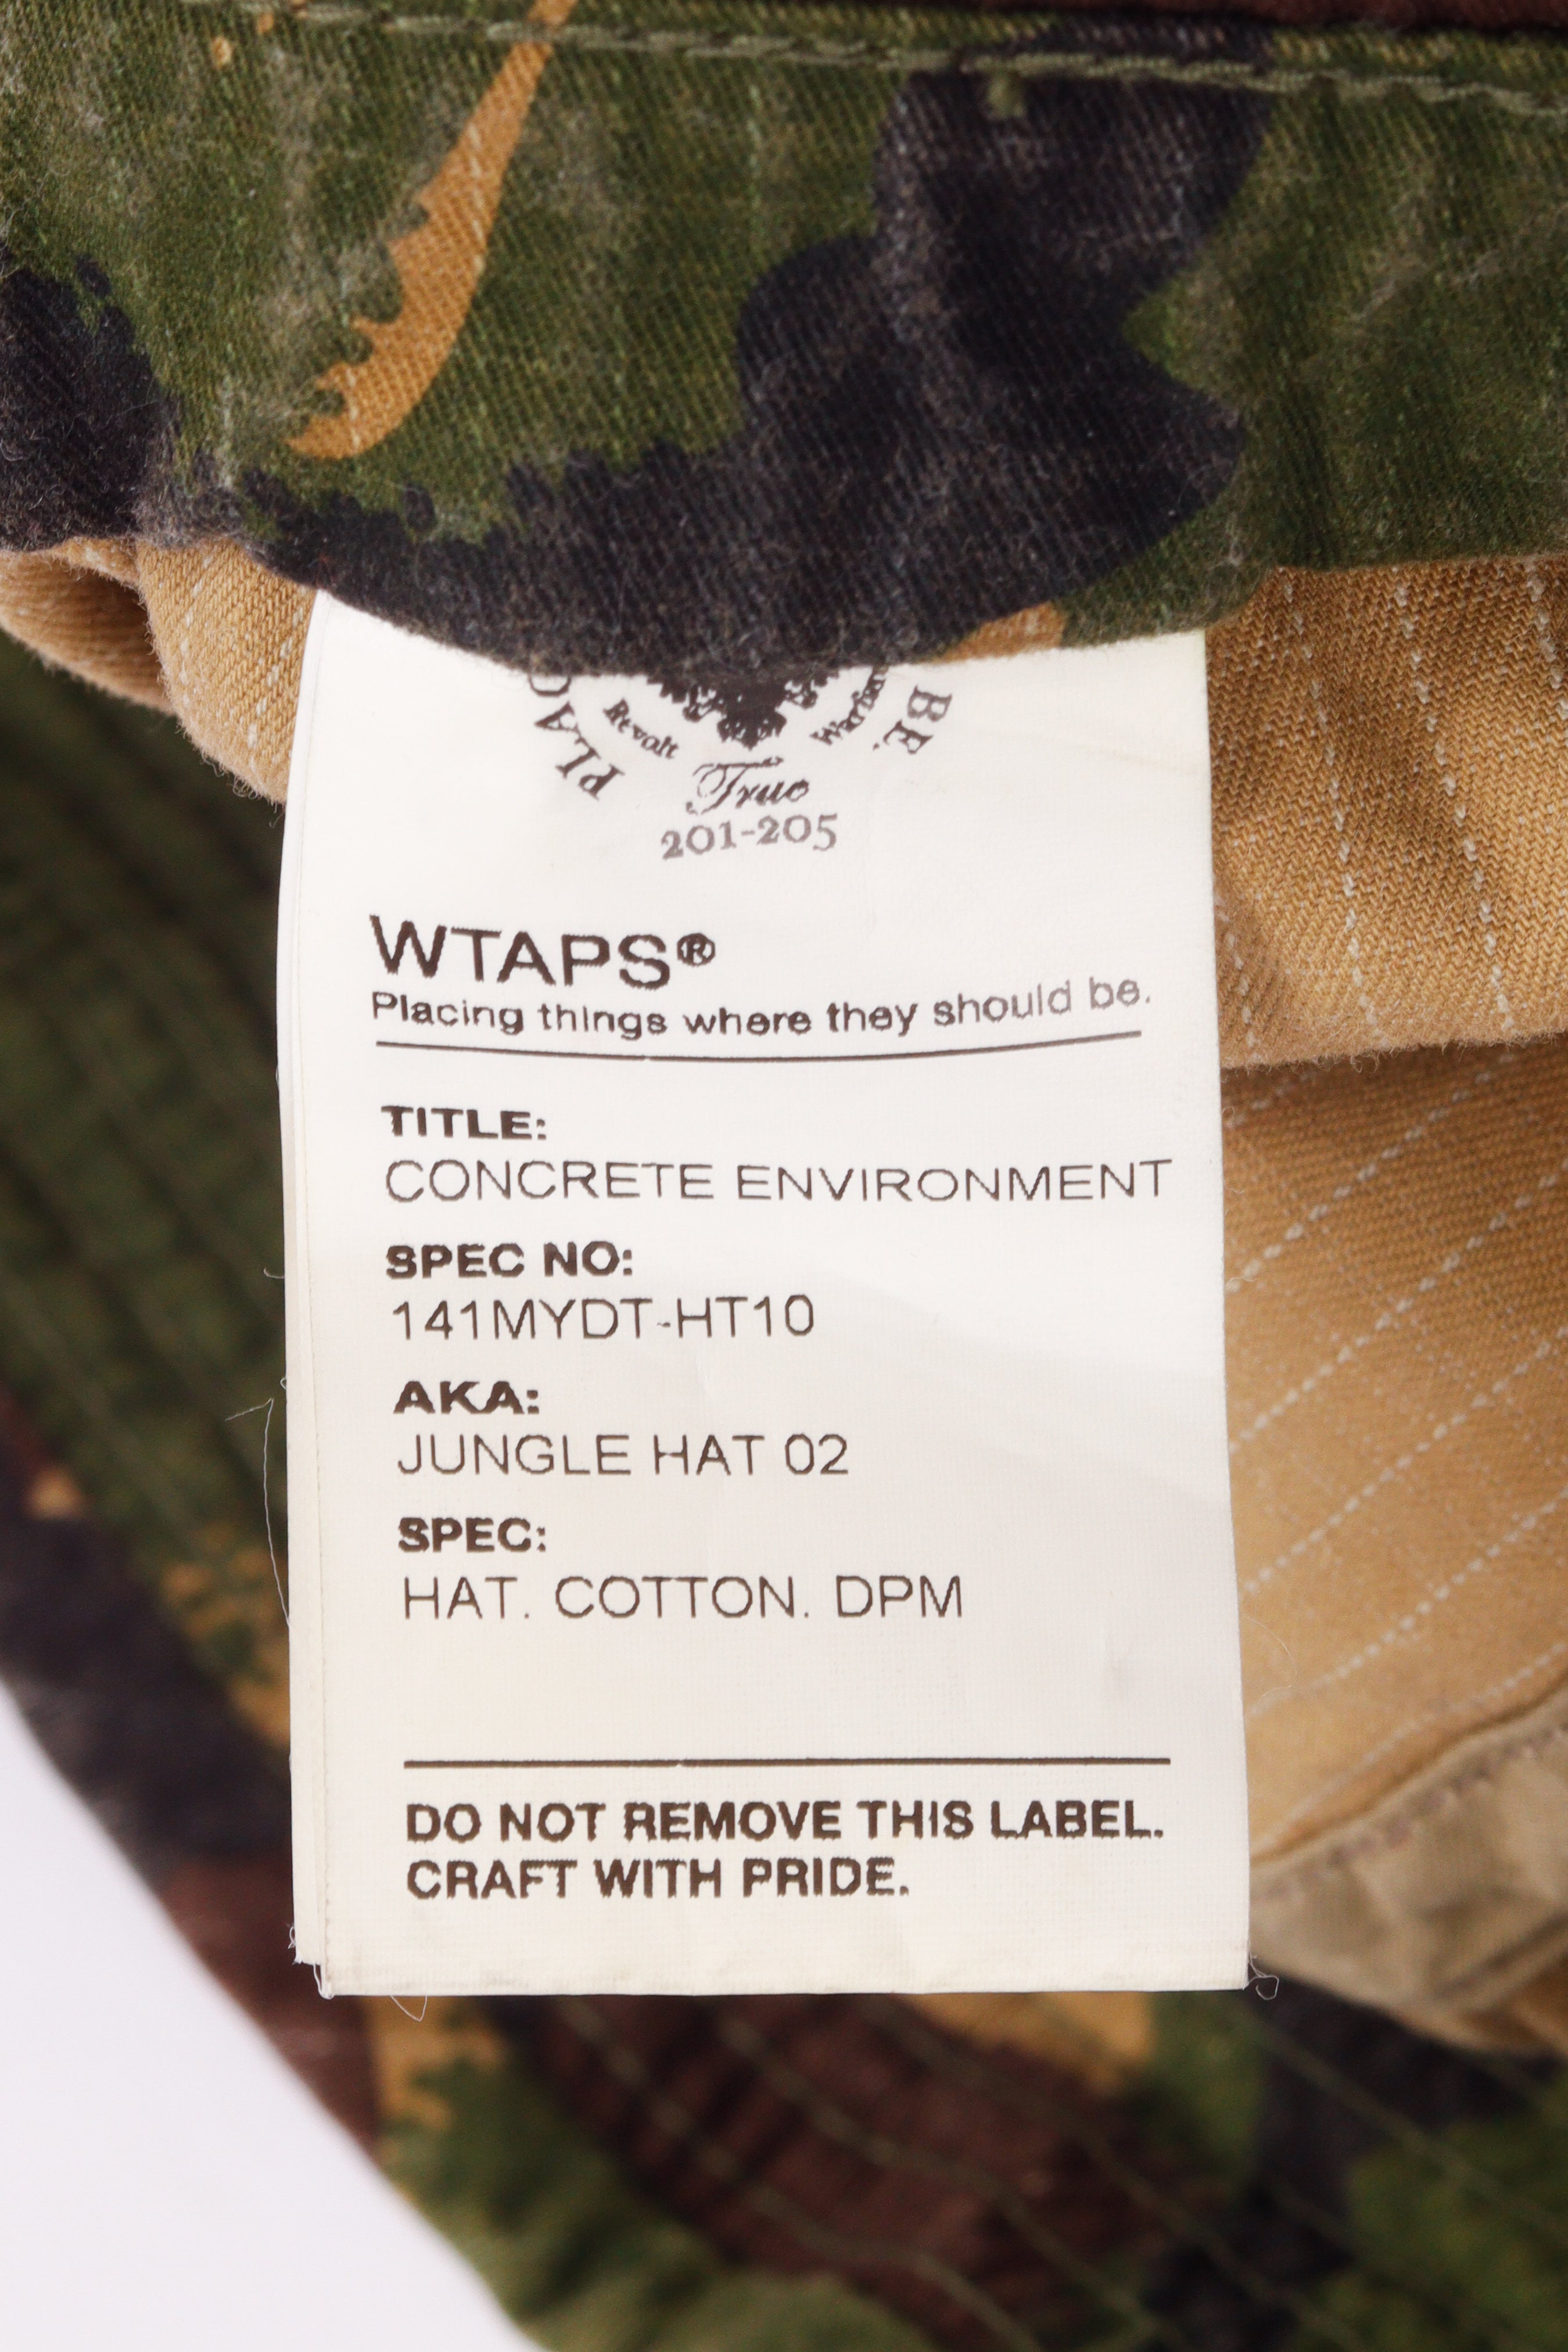 BE.
Revolt
True
201-205
WTAPS®
Placing things where they should be.
TITLE:
CONCRETE ENVIRONMENT
SPEC NO:
141MYDT-HT10
AKA:
JUNGLE HAT 02
SPEC:
HAT. COTTON. DPM
DO NOT REMOVE THIS LABEL.
CRAFT WITH PRIDE.